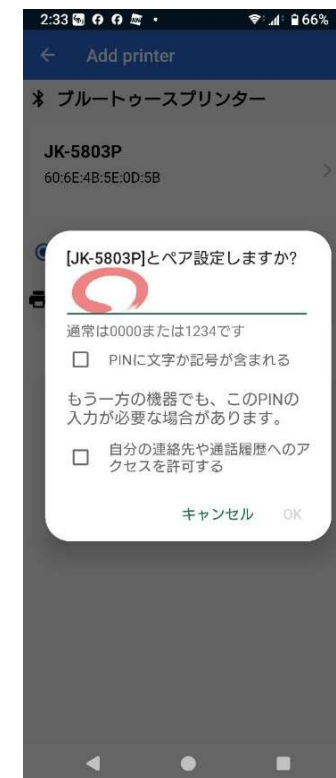 2:33
66%
Add printer
ブルートゥースプリンター
JK-5803P
60:6E:4B:5E:0D:5B
[JK-5803P]とペア設定しますか?
通常は0000または1234です
PINに文字か記号が含まれる
もう一方の機器でも、このPINの
入力が必要な場合があります。
自分の連絡先や通話履歴へのア
クセスを許可する
キャンセル
OK